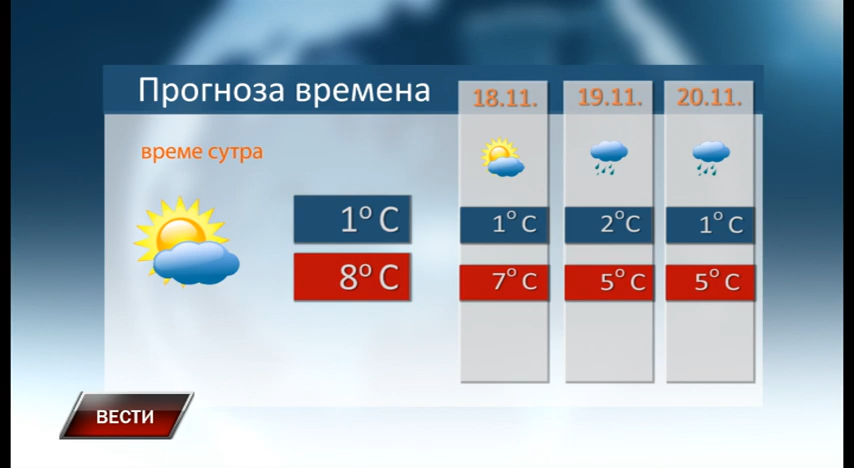 Прогноза времена
време сутра
1° C
8° C
18.11.
1° C
7° C
19.11.
2°C
5° C
20.11.
1° C
5° C
ВЕСТИ